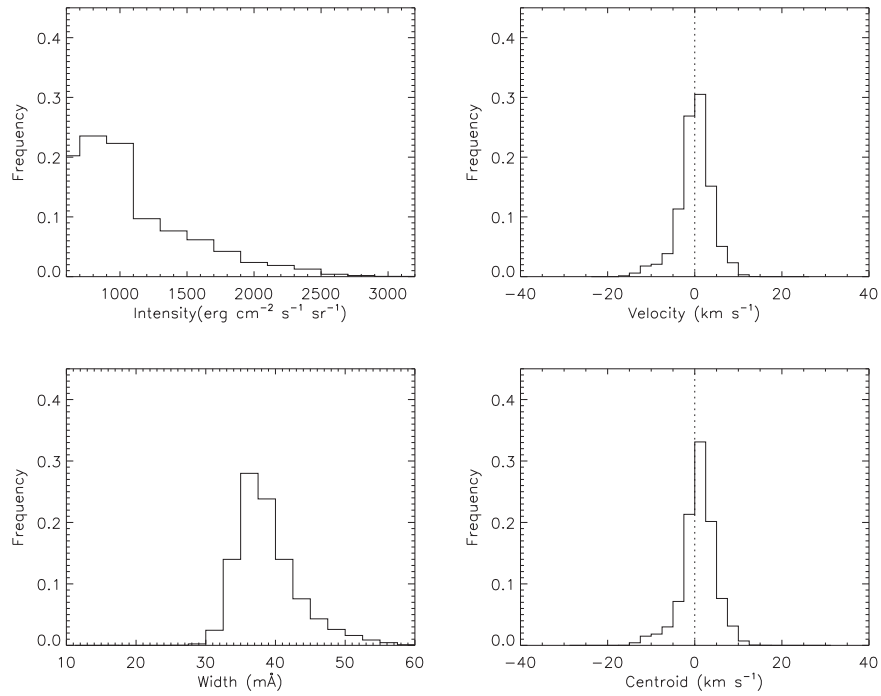 0.4
0.3
0.2
0.1
0.0
Frequency
1000 1500 2000 2500 3000
Intensity(erg cm⁻² s⁻¹ sr⁻¹)
0.4
0.3
0.2
0.1
0.0
Frequency
−40 −20 0 20 40
Velocity (km s⁻¹)
0.4
0.3
0.2
0.1
0.0
Frequency
10 20 30 40 50 60
Width (mÅ)
0.4
0.3
0.2
0.1
0.0
Frequency
−40 −20 0 20 40
Centroid (km s⁻¹)